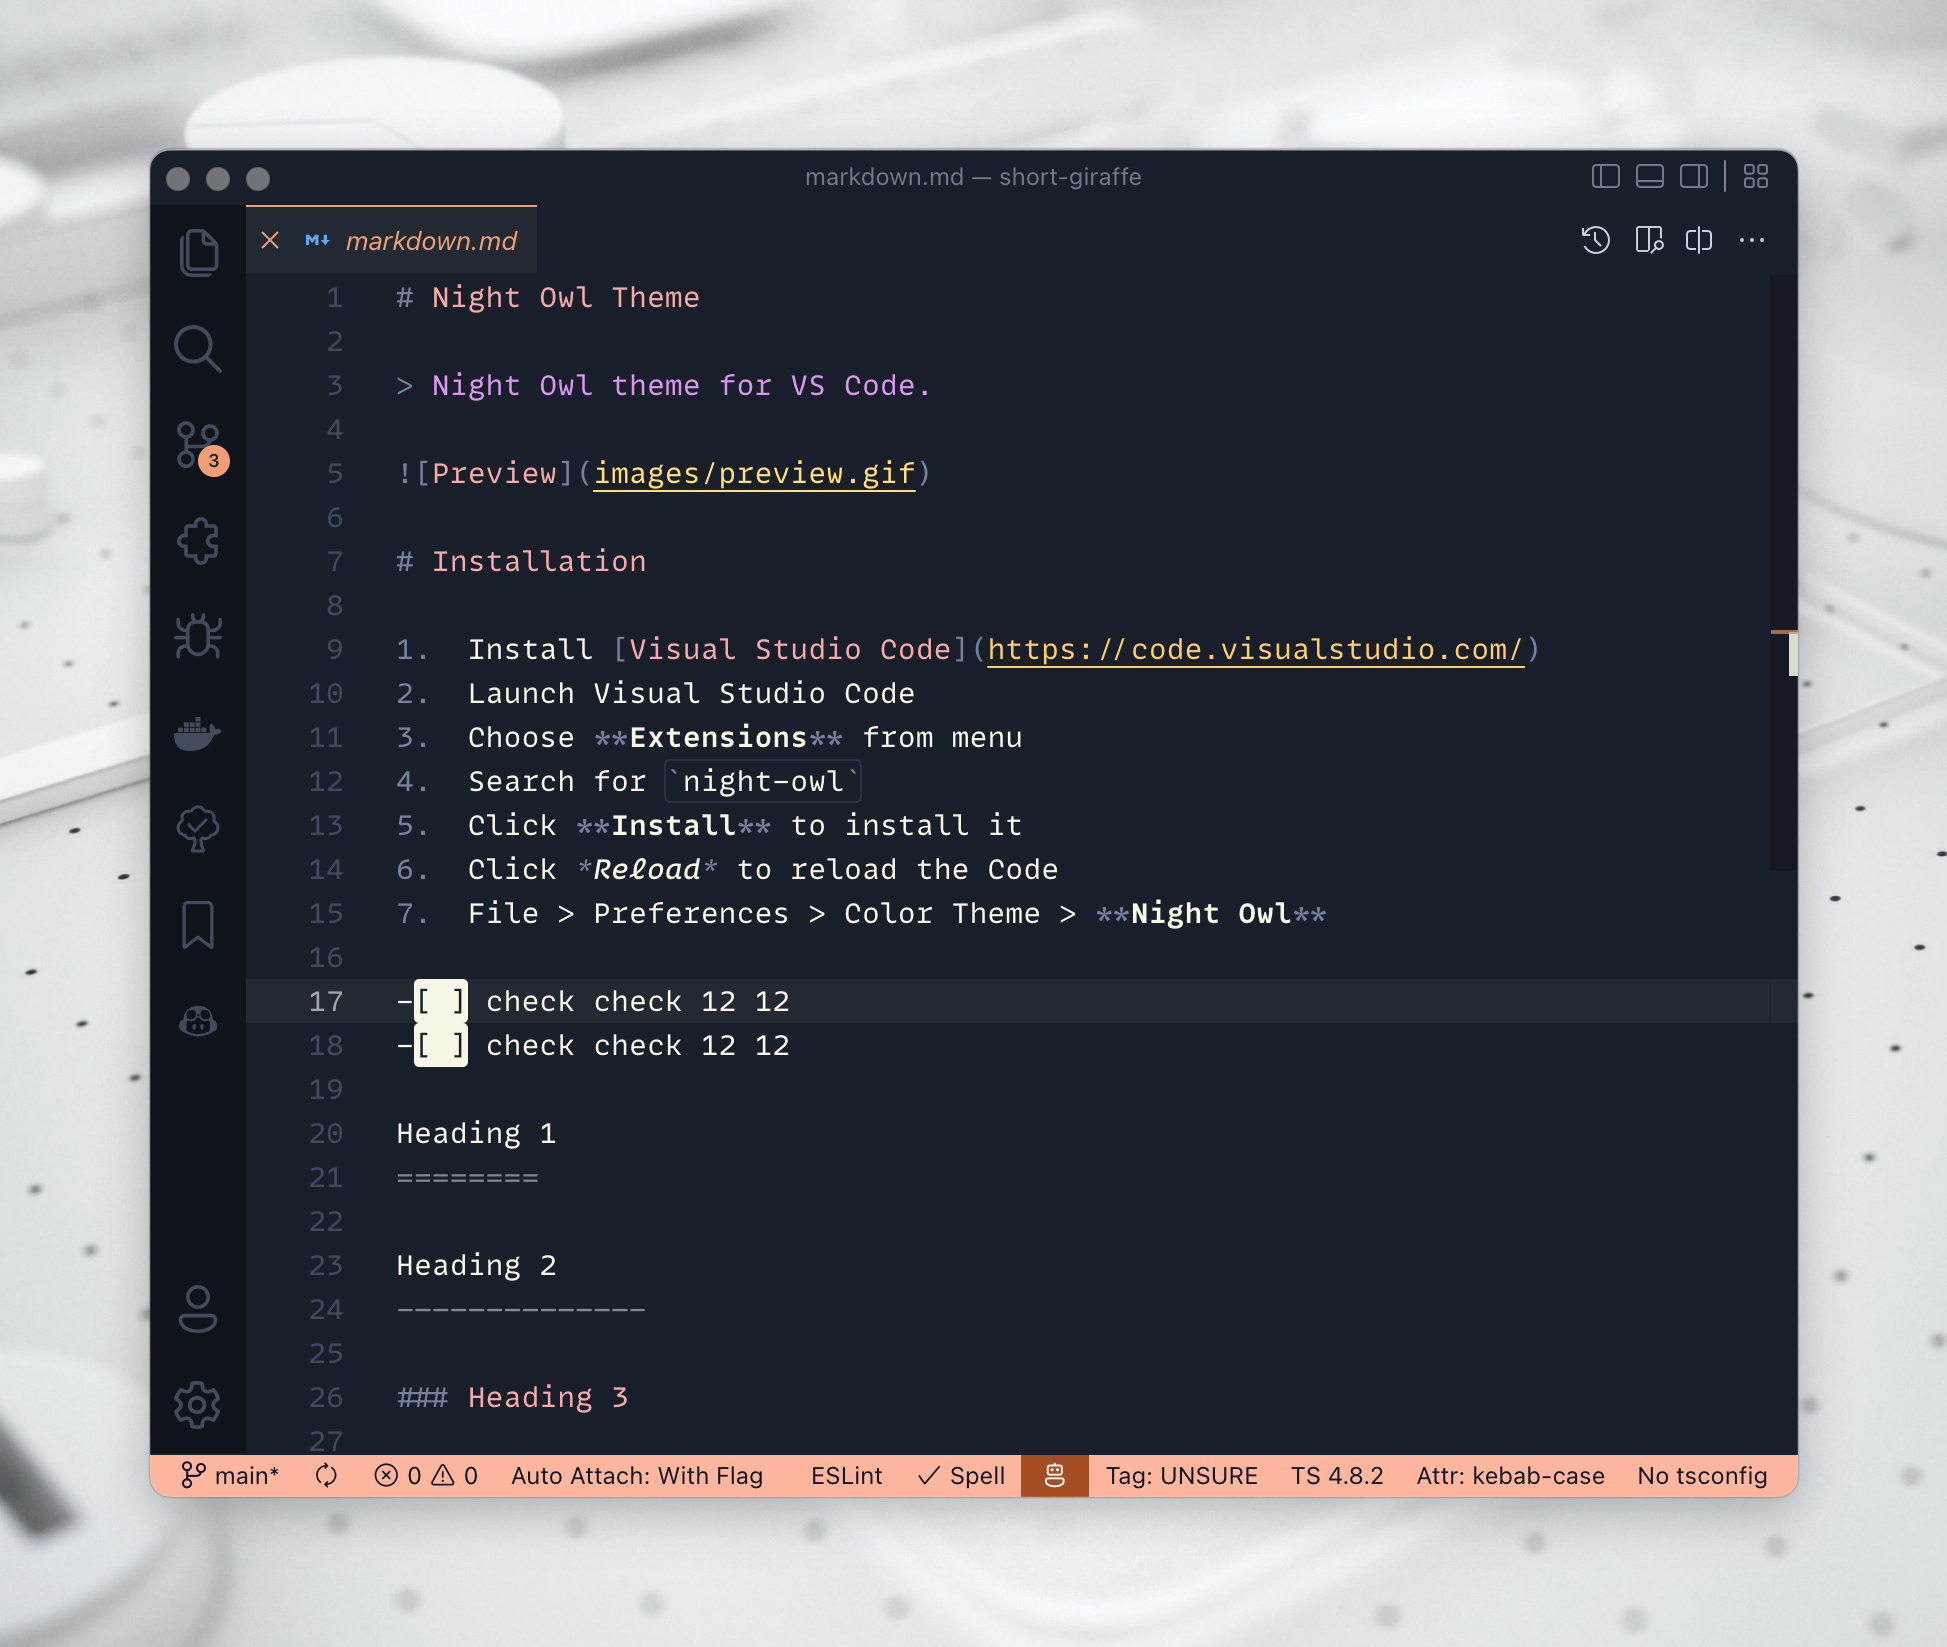 markdown.md — short-giraffe
markdown.md
1 # Night Owl Theme
2
3 > Night Owl theme for VS Code.
4
5 ![Preview](images/preview.gif)
6
7 # Installation
8
9 1.  Install [Visual Studio Code](https://code.visualstudio.com/)
10 2.  Launch Visual Studio Code
11 3.  Choose **Extensions** from menu
12 4.  Search for `night-owl`
13 5.  Click **Install** to install it
14 6.  Click *Reload* to reload the Code
15 7.  File > Preferences > Color Theme > **Night Owl**
16
17 -[ ] check check 12 12
18 -[ ] check check 12 12
19
20 Heading 1
21 ========
22
23 Heading 2
24 --------------
25
26 ### Heading 3
27
3
main* 0 0 Auto Attach: With Flag ESLint ✓ Spell Tag: UNSURE TS 4.8.2 Attr: kebab-case No tsconfig